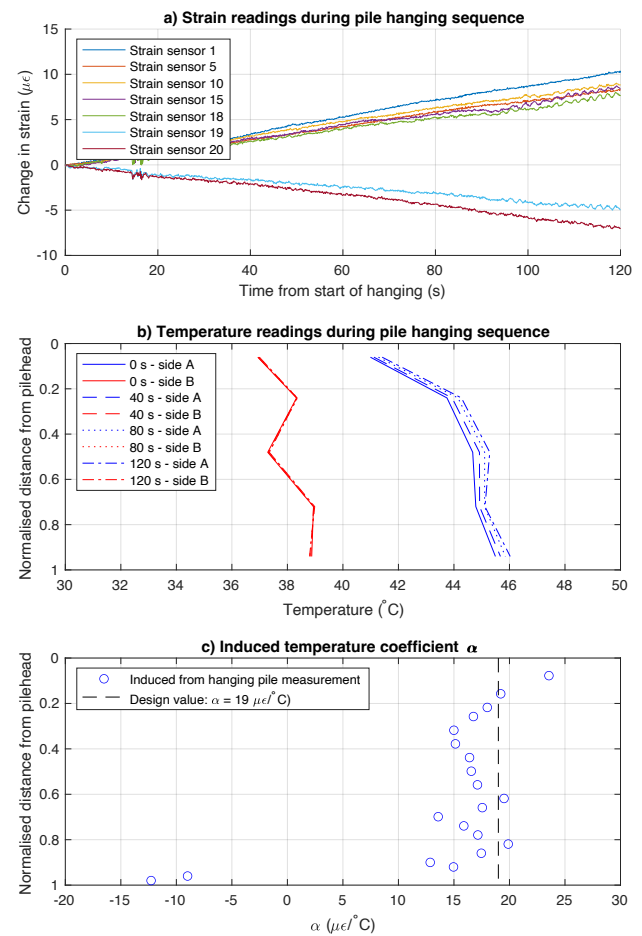 a) Strain readings during pile hanging sequence
15
10
5
0
-5
-10
Change in strain (με)
Strain sensor 1
Strain sensor 5
Strain sensor 10
Strain sensor 15
Strain sensor 18
Strain sensor 19
Strain sensor 20
0 20 40 60 80 100 120
Time from start of hanging (s)
b) Temperature readings during pile hanging sequence
0
0.2
0.4
0.6
0.8
1
Normalised distance from pilehead
0 s - side A
0 s - side B
40 s - side A
40 s - side B
80 s - side A
80 s - side B
120 s - side A
120 s - side B
30 32 34 36 38 40 42 44 46 48 50
Temperature (°C)
c) Induced temperature coefficient α
0
0.2
0.4
0.6
0.8
1
Normalised distance from pilehead
Induced from hanging pile measurement
Design value: α = 19 με/°C)
-20 -15 -10 -5 0 5 10 15 20 25 30
α (με/°C)